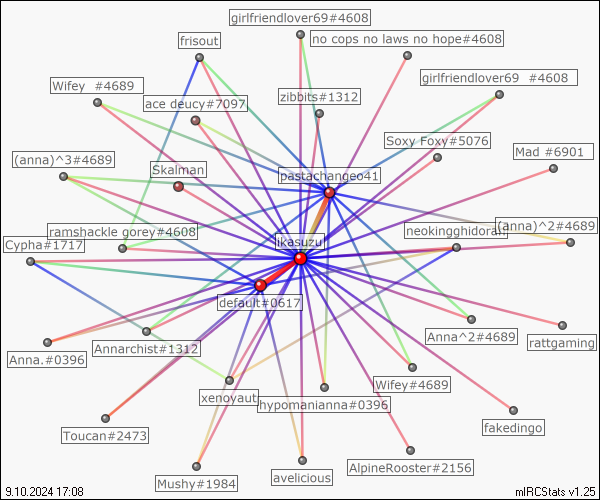 girlfriendlover69#4608
frisout
no cops no laws no hope#4608
Wifey #4689
ace deucy#7097
zibbits#1312
girlfriendlover69 #4608
(anna)^3#4689
Skalman
pastachangeo41
Soxy Foxy#5076
Mad #6901
Cypha#1717
ramshackle gorey#4608
ikasuzu
neokingghidorah
(anna)^2#4689
default#0617
Anna.#0396
Annarchist#1312
Anna^2#4689
rattgaming
xenoyaut
hypomanianna#0396
Wifey#4689
Toucan#2473
fakedingo
Mushy#1984
avelicious
AlpineRooster#2156
9.10.2024 17:08
mIRCStats v1.25